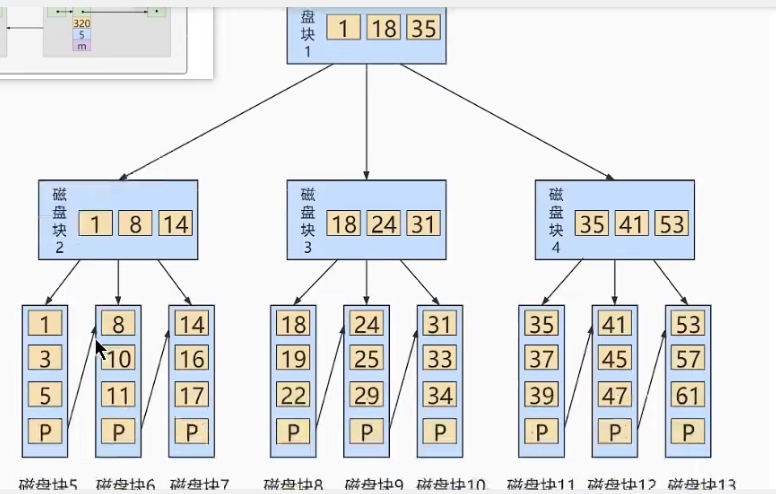 320
5
m
磁盘块1 1 18 35
磁盘块2 1 8 14
磁盘块3 18 24 31
磁盘块4 35 41 53
1 8 14 18 24 31 35 41 53
3 10 16 19 25 33 37 45 57
5 11 17 22 29 34 39 47 61
P P P P P P P P P
磁盘块5 磁盘块6 磁盘块7 磁盘块8 磁盘块9 磁盘块10 磁盘块11 磁盘块12 磁盘块13